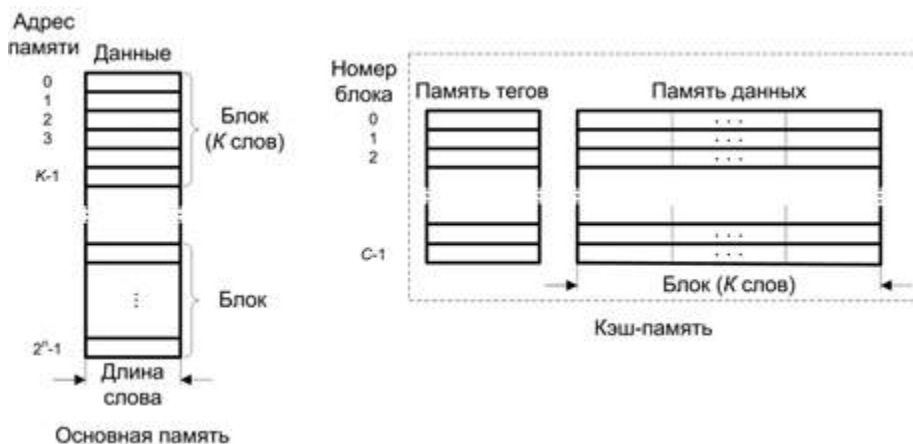 Адрес
памяти
Данные
0
1
2
3
K-1
2ⁿ-1
Блок
(K слов)
Блок
Длина
слова
Основная память
Номер
блока
Память тегов
Память данных
0
1
2
C-1
. . .
. . .
. . .
. . .
. . .
Блок (K слов)
Кэш-память